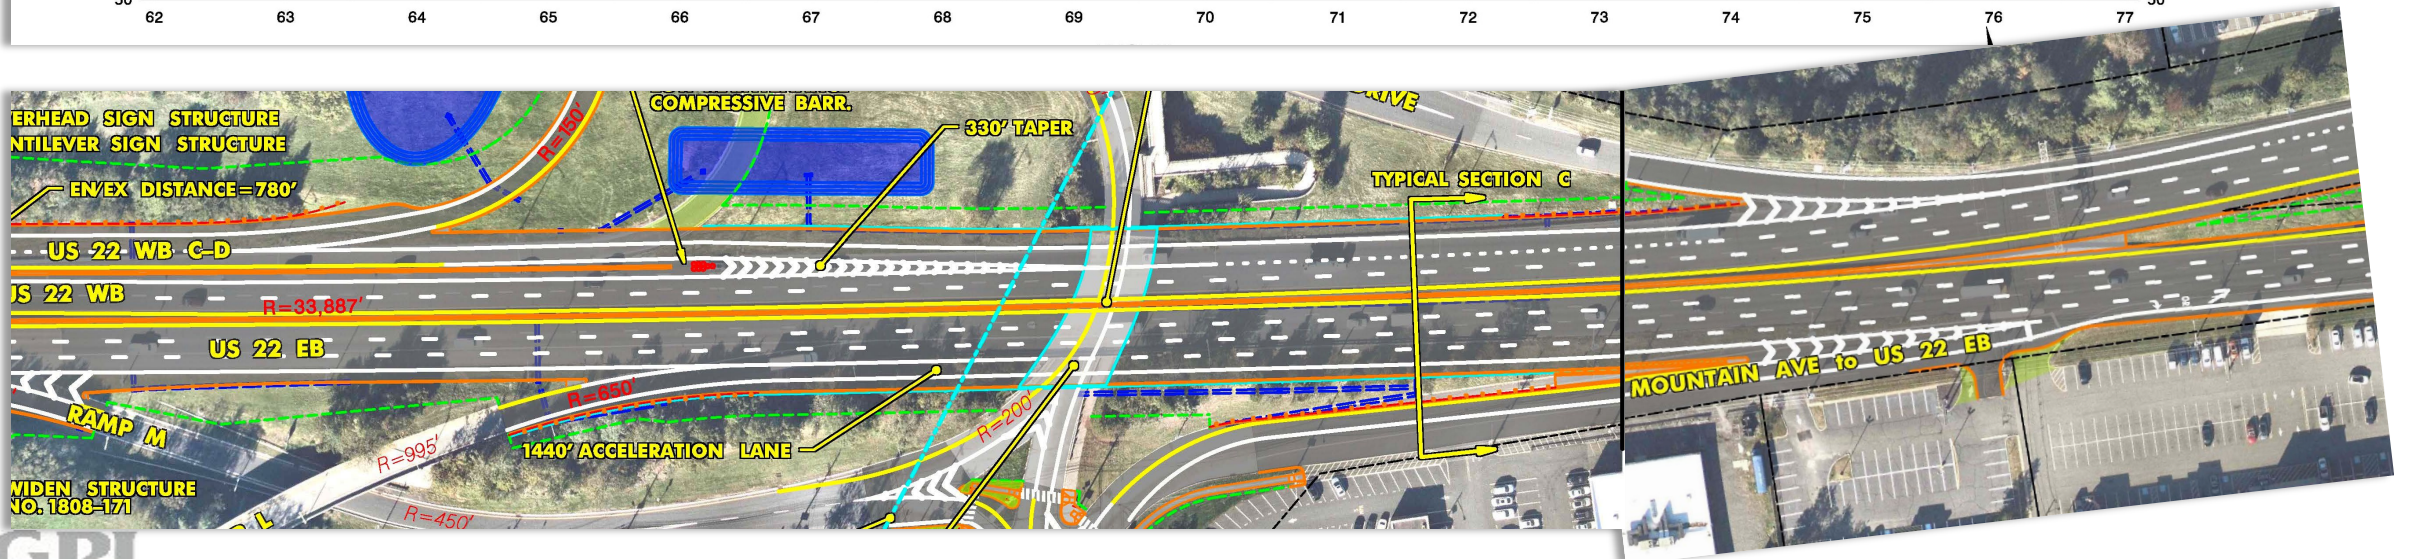 62 63 64 65 66 67 68 69 70 71 72 73 74 75 76 77
COMPRESSIVE BARR.
DRIVE
ERHEAD SIGN STRUCTURE
NTILEVER SIGN STRUCTURE
R=150'
330' TAPER
EN/EX DISTANCE=780'
TYPICAL SECTION C
US 22 WB C-D
US 22 WB
R=33,887'
US 22 EB
MOUNTAIN AVE to US 22 EB
R=650'
RAMP M
R=200'
R=995'
1440' ACCELERATION LANE
WIDEN STRUCTURE
NO. 1808-171
R=450'
GPI